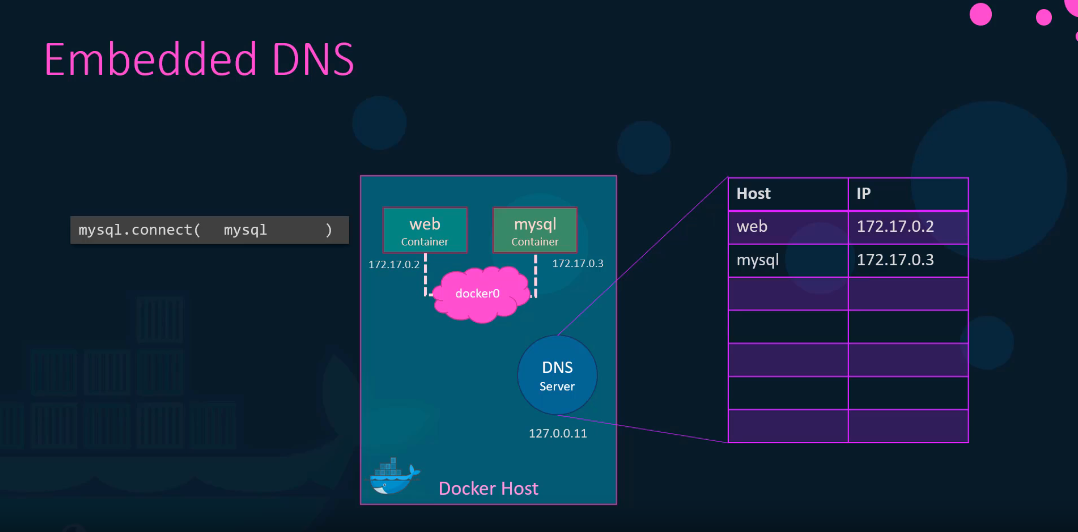 Embedded DNS
mysql.connect( mysql )
web
Container
172.17.0.2
mysql
Container
172.17.0.3
docker0
DNS
Server
127.0.0.11
Docker Host
Host IP
web 172.17.0.2
mysql 172.17.0.3